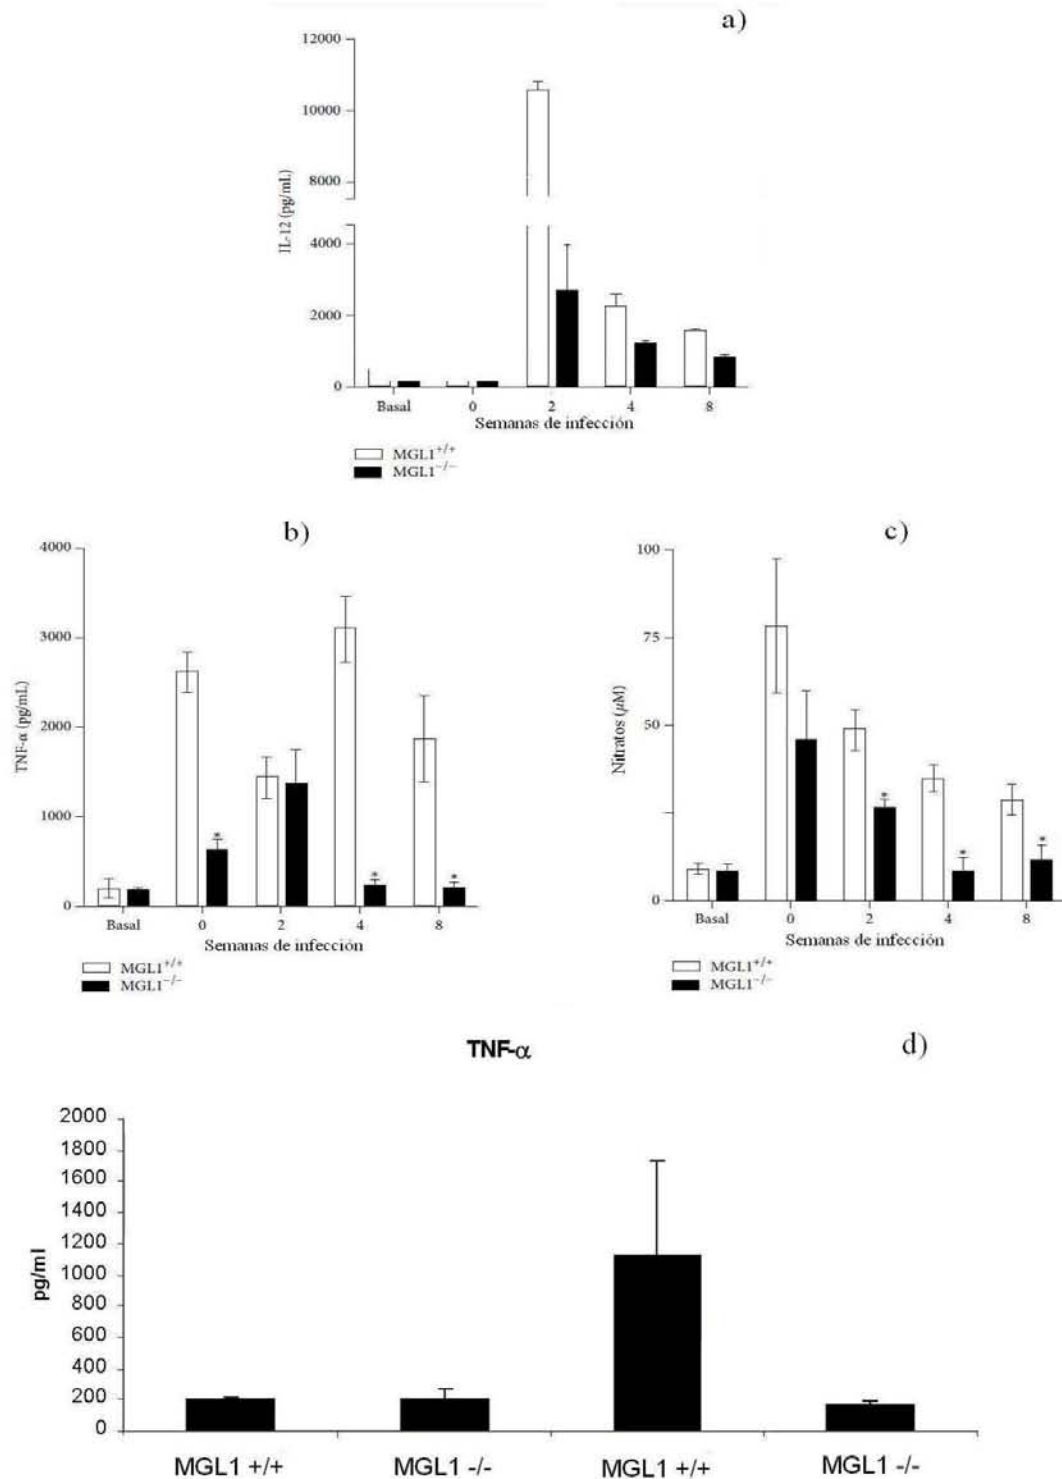 a)
12000
10000
8000
4000
2000
0
IL-12 (pg/mL)
Basal 0 2 4 8
Semanas de infección
MGL1+/+
MGL1−/−
b)
4000
3000
2000
1000
0
TNF-α (pg/mL)
*
*
*
Basal 0 2 4 8
Semanas de infección
MGL1+/+
MGL1−/−
c)
100
75
50
0
Nitratos (µM)
*
*
*
Basal 0 2 4 8
Semanas de infección
MGL1+/+
MGL1−/−
TNF-α
d)
2000
1800
1600
1400
1200
1000
800
600
400
200
0
pg/ml
MGL1 +/+ MGL1 -/- MGL1 +/+ MGL1 -/-